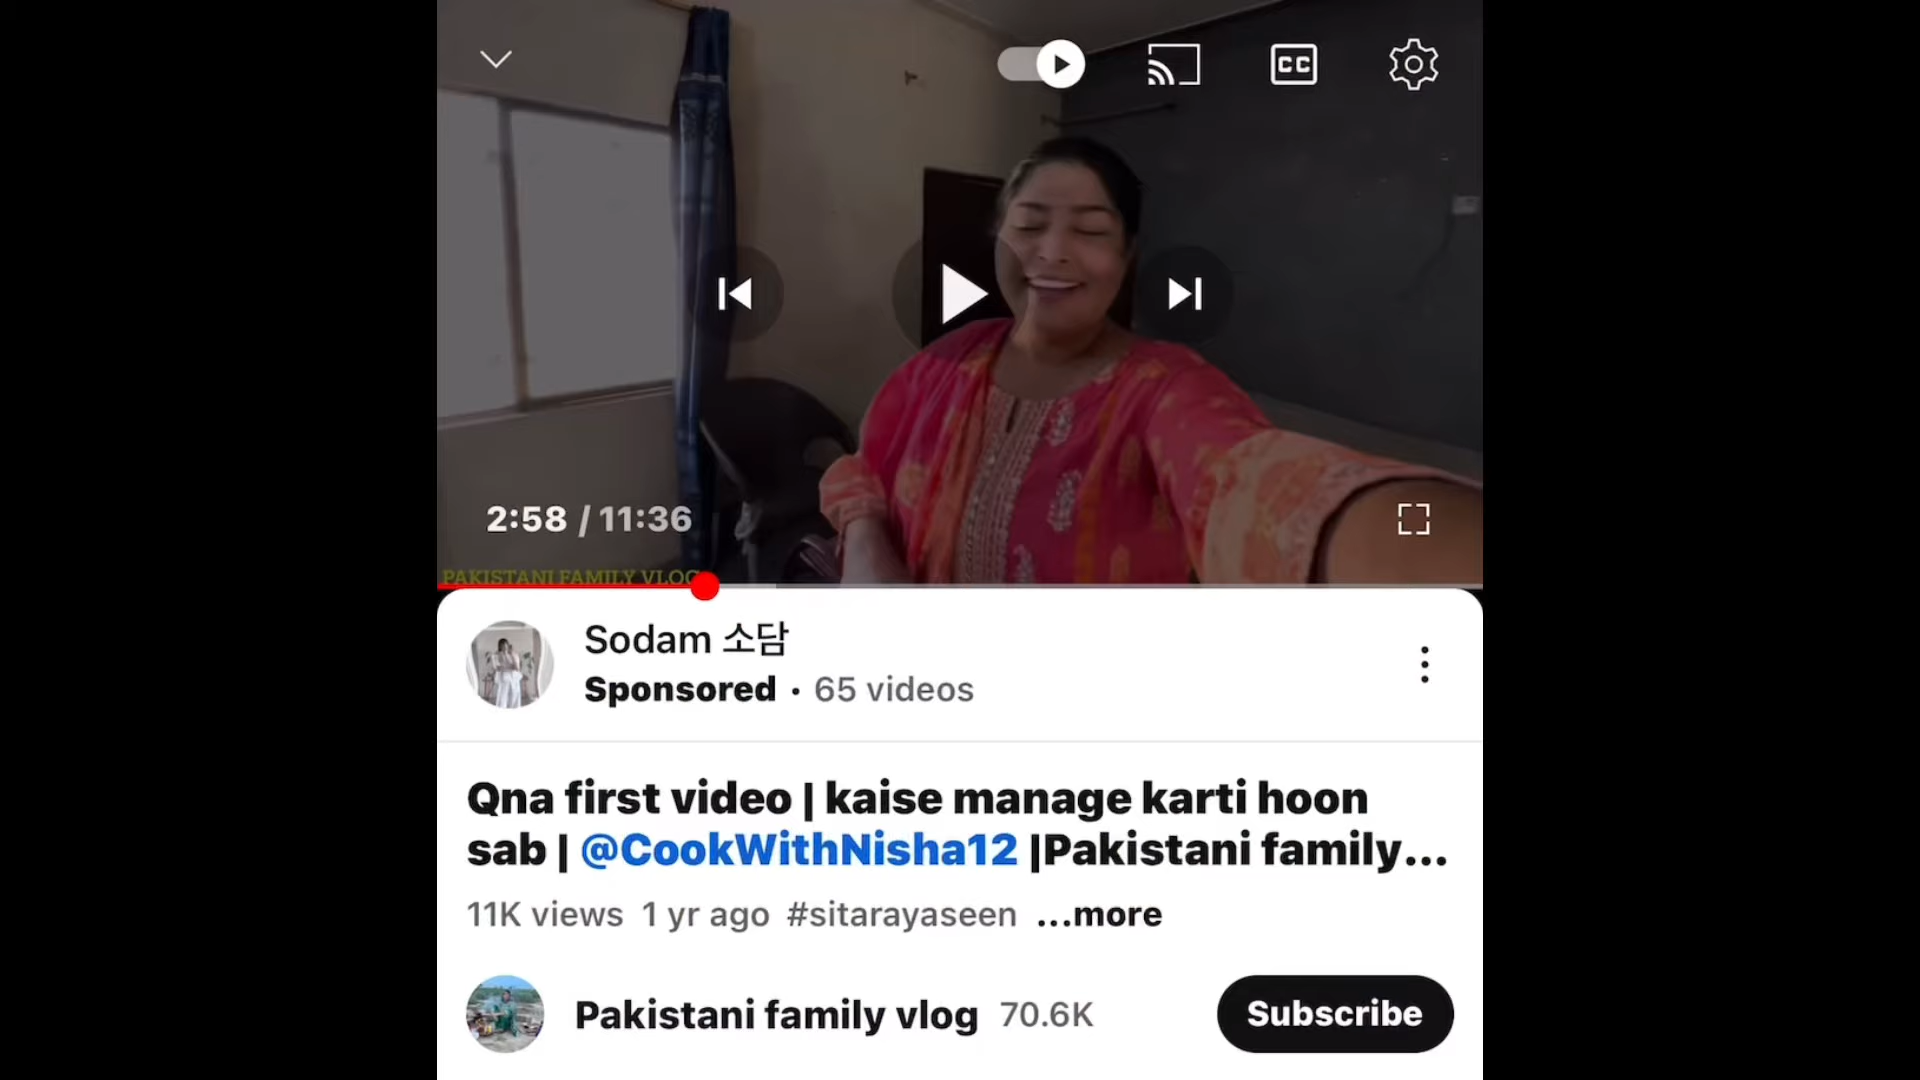 CC
2:58 / 11:36
PAKISTANI FAMILY VLOG
Sodam 소담
Sponsored • 65 videos
Qna first video | kaise manage karti hoon
sab | @CookWithNisha12 |Pakistani family...
11K views 1 yr ago #sitarayaseen ...more
Pakistani family vlog 70.6K
Subscribe